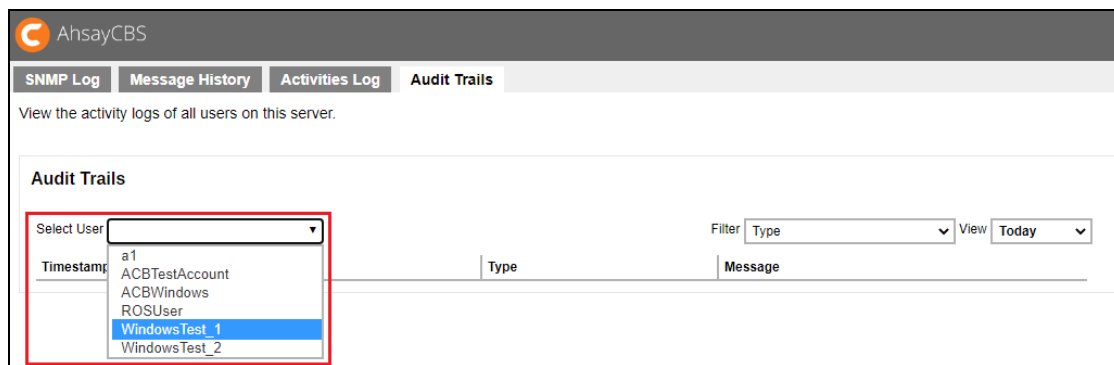 AhsayCBS
SNMP Log Message History Activities Log Audit Trails
View the activity logs of all users on this server.
Audit Trails
Select User Filter Type View Today
Timestamp Type Message
a1
ACBTestAccount
ACBWindows
ROSUser
WindowsTest_1
WindowsTest_2